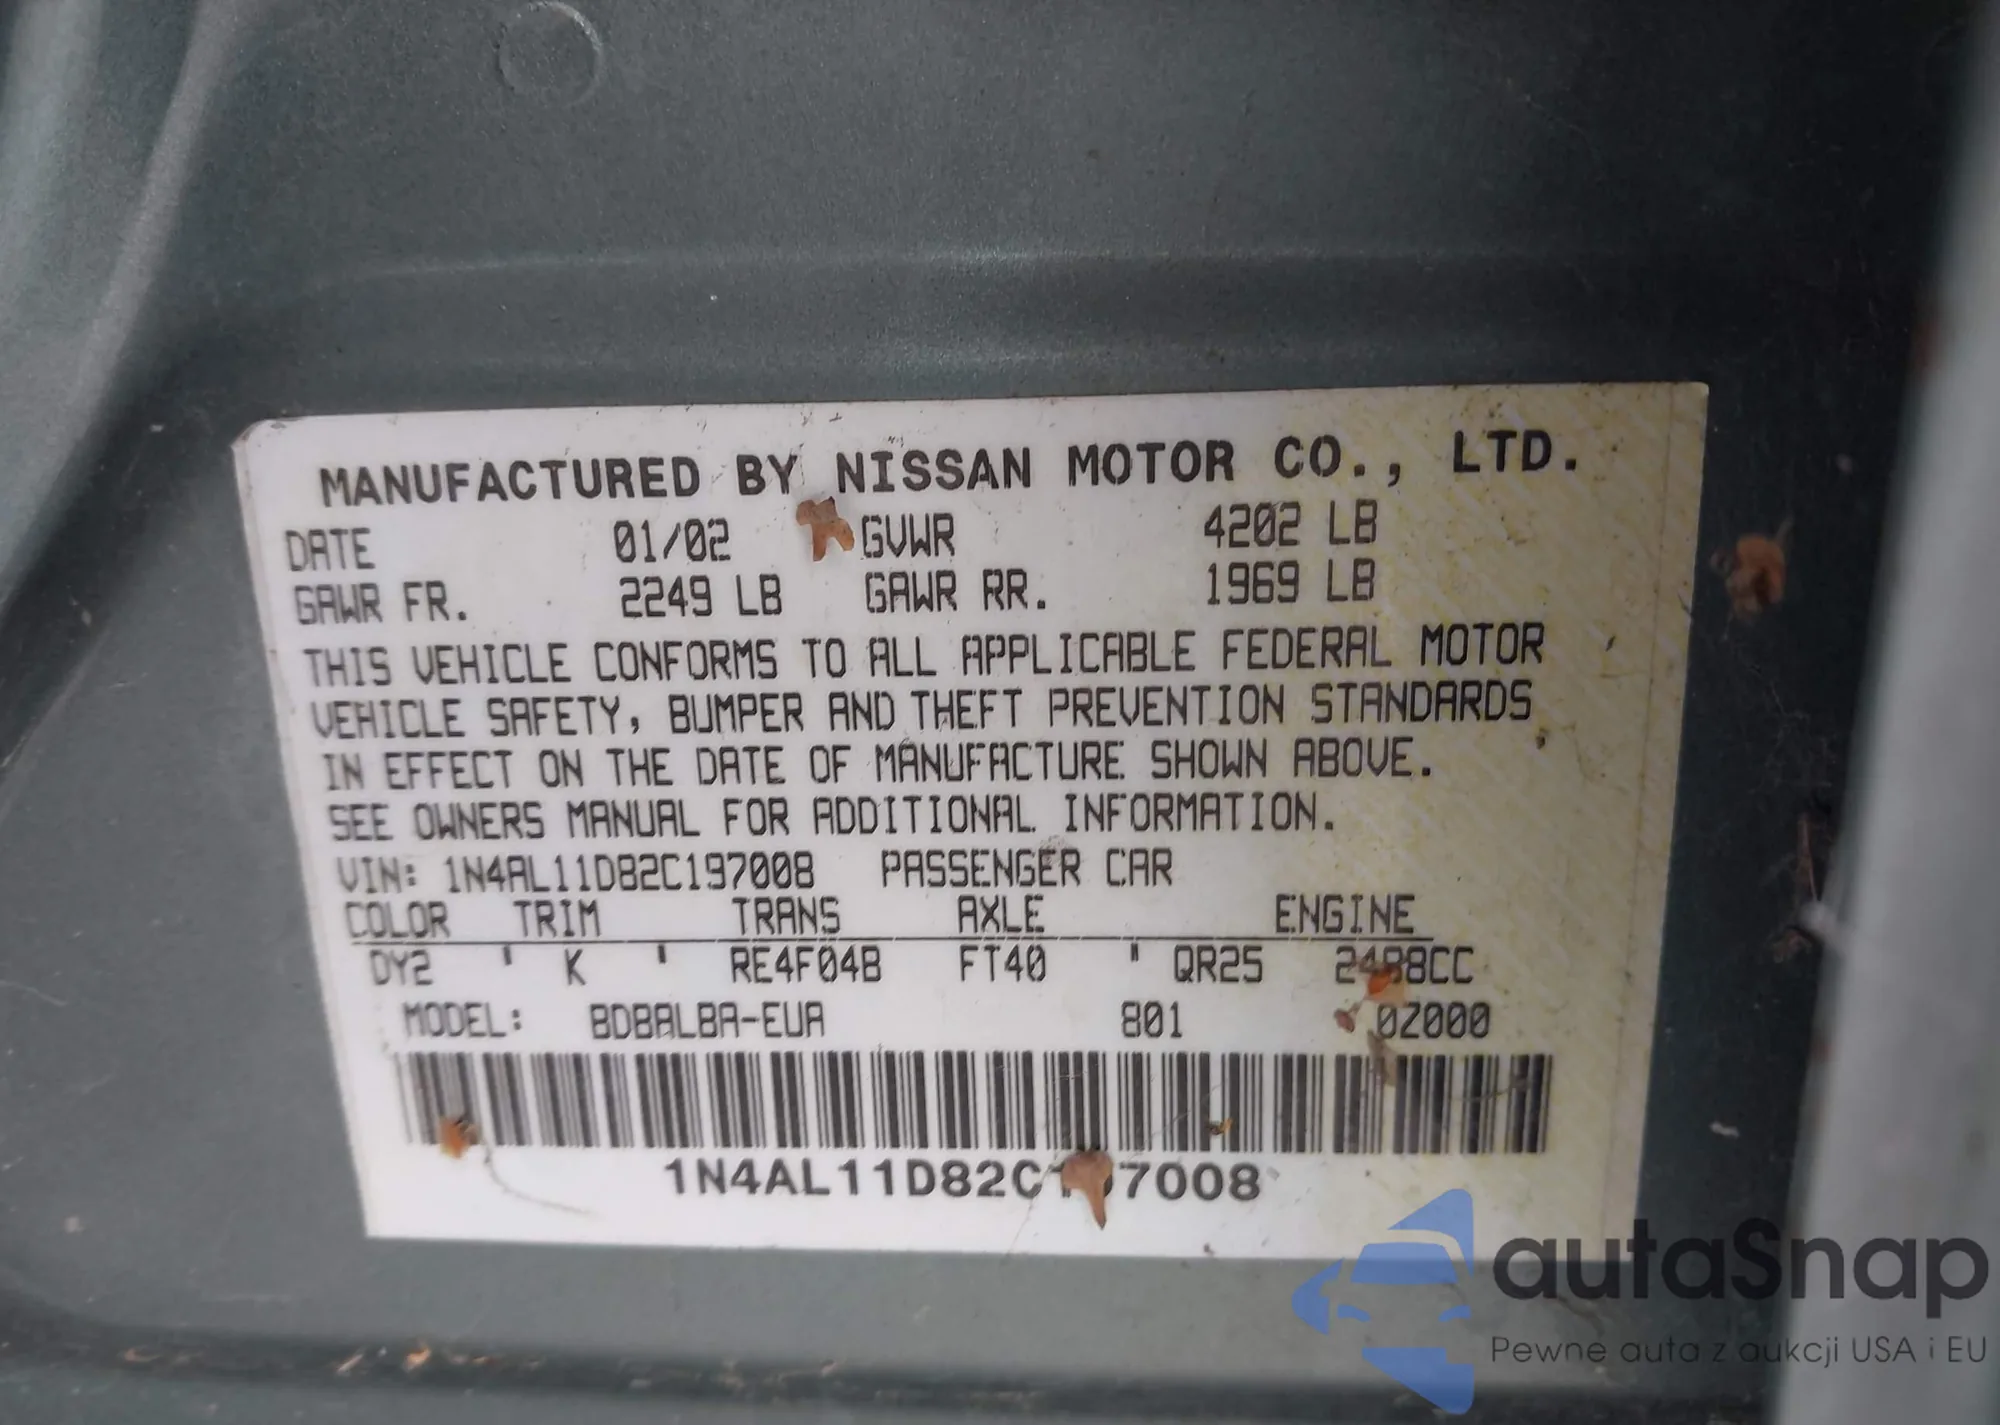 MANUFACTURED BY NISSAN MOTOR CO., LTD.
DATE 01/02 GVWR 4202 LB
GAWR FR. 2249 LB GAWR RR. 1969 LB
THIS VEHICLE CONFORMS TO ALL APPLICABLE FEDERAL MOTOR
VEHICLE SAFETY, BUMPER AND THEFT PREVENTION STANDARDS
IN EFFECT ON THE DATE OF MANUFACTURE SHOWN ABOVE.
SEE OWNERS MANUAL FOR ADDITIONAL INFORMATION.
VIN: 1N4AL11D82C197008 PASSENGER CAR
COLOR TRIM TRANS AXLE ENGINE
DY2 ' K ' RE4F04B FT40 ' QR25 2488CC
MODEL: BDBALBA-EUA 801 0Z000
1N4AL11D82C197008
autaSnap
Pewne auta z aukcji USA i EU